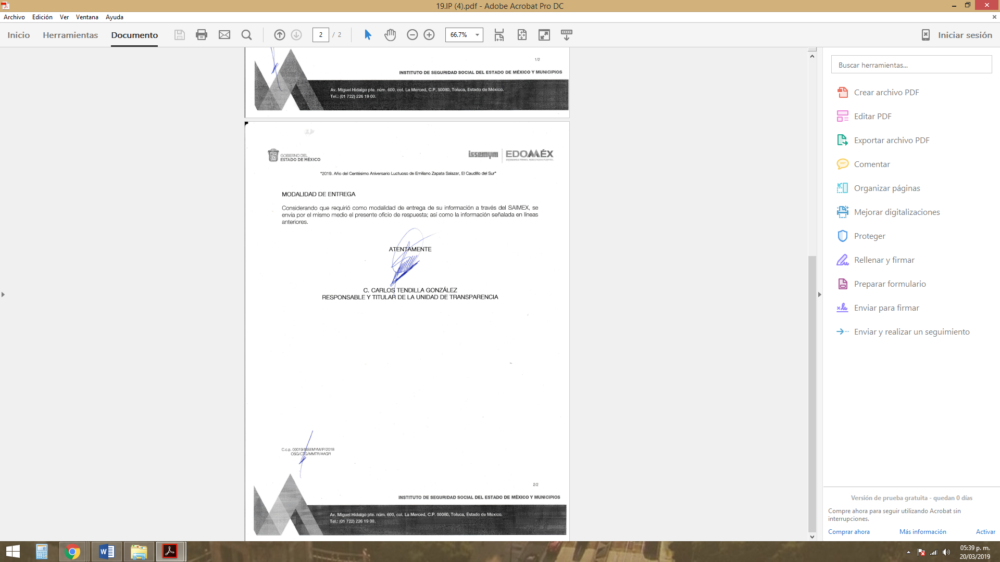 19.IP (4).pdf - Adobe Acrobat Pro DC
Archivo Edición Ver Ventana Ayuda
Inicio Herramientas Documento 2 / 2 66.7% Iniciar sesión
1/2
INSTITUTO DE SEGURIDAD SOCIAL DEL ESTADO DE MÉXICO Y MUNICIPIOS
Av. Miguel Hidalgo pte. núm. 600, col. La Merced, C.P. 50080, Toluca, Estado de México.
Tel.: (01 722) 226 19 00.
GOBIERNO DEL
ESTADO DE MÉXICO
issemym EDOMÉX
DECISIONES FIRMES, RESULTADOS FUERTES.
"2019. Año del Centésimo Aniversario Luctuoso de Emiliano Zapata Salazar, El Caudillo del Sur"
MODALIDAD DE ENTREGA
Considerando que requirió como modalidad de entrega de su información a través del SAIMEX, se
envía por el mismo medio el presente oficio de respuesta; así como la información señalada en líneas
anteriores.
ATENTAMENTE
C. CARLOS TENDILLA GONZÁLEZ
RESPONSABLE Y TITULAR DE LA UNIDAD DE TRANSPARENCIA
C.c.p. 00019/ISSEMYM/IP/2018
OSG/CTG/MMTR/AAGR
2/2
INSTITUTO DE SEGURIDAD SOCIAL DEL ESTADO DE MÉXICO Y MUNICIPIOS
Av. Miguel Hidalgo pte. núm. 600, col. La Merced, C.P. 50080, Toluca, Estado de México.
Tel.: (01 722) 226 19 00.
Buscar herramientas...
Crear archivo PDF
Editar PDF
Exportar archivo PDF
Comentar
Organizar páginas
Mejorar digitalizaciones
Proteger
Rellenar y firmar
Preparar formulario
Enviar para firmar
Enviar y realizar un seguimiento
Versión de prueba gratuita - quedan 0 días
Compre ahora para seguir utilizando Acrobat sin
interrupciones.
Comprar ahora Más información Activar
05:39 p. m.
20/03/2019